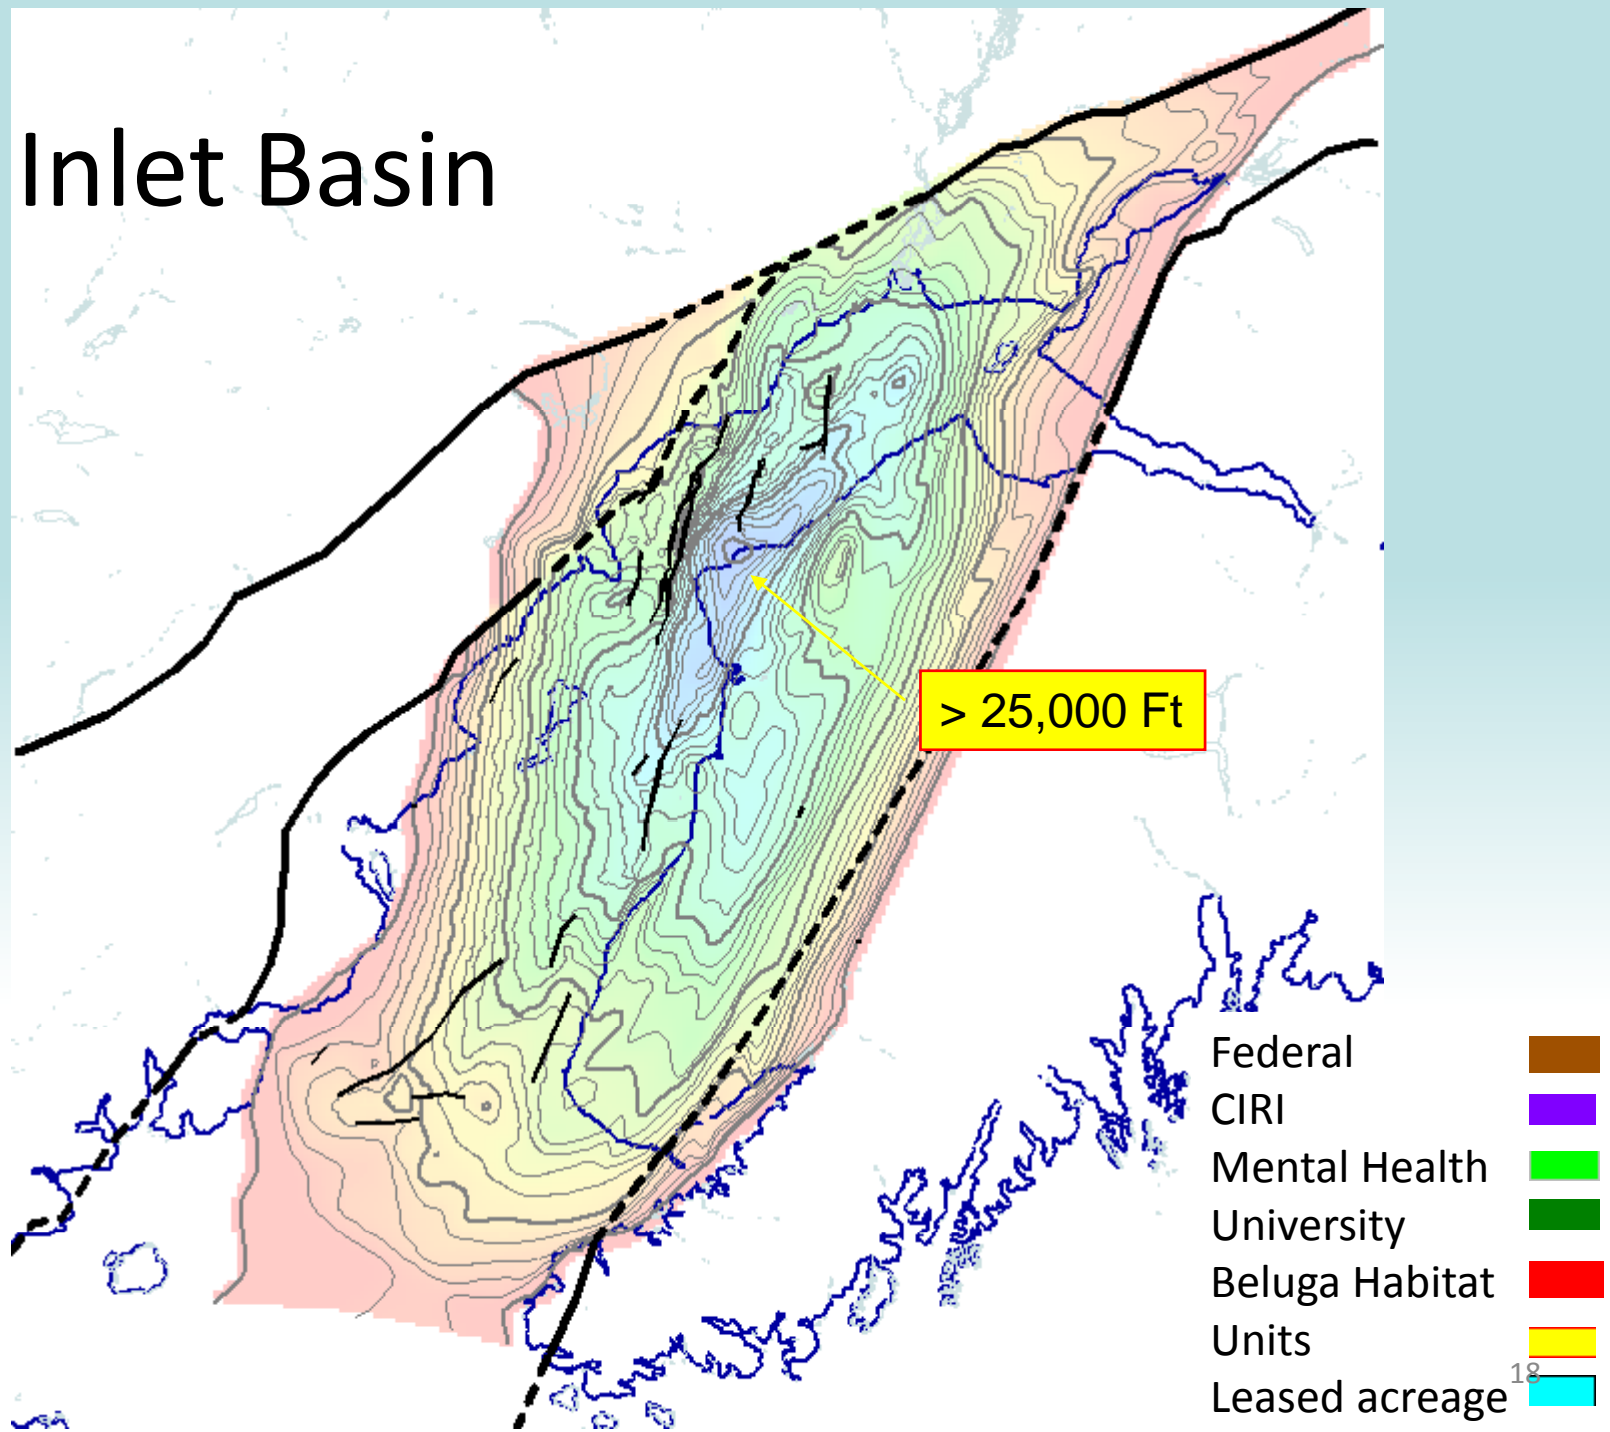 Inlet Basin
> 25,000 Ft
Federal
CIRI
Mental Health
University
Beluga Habitat
Units
18
Leased acreage